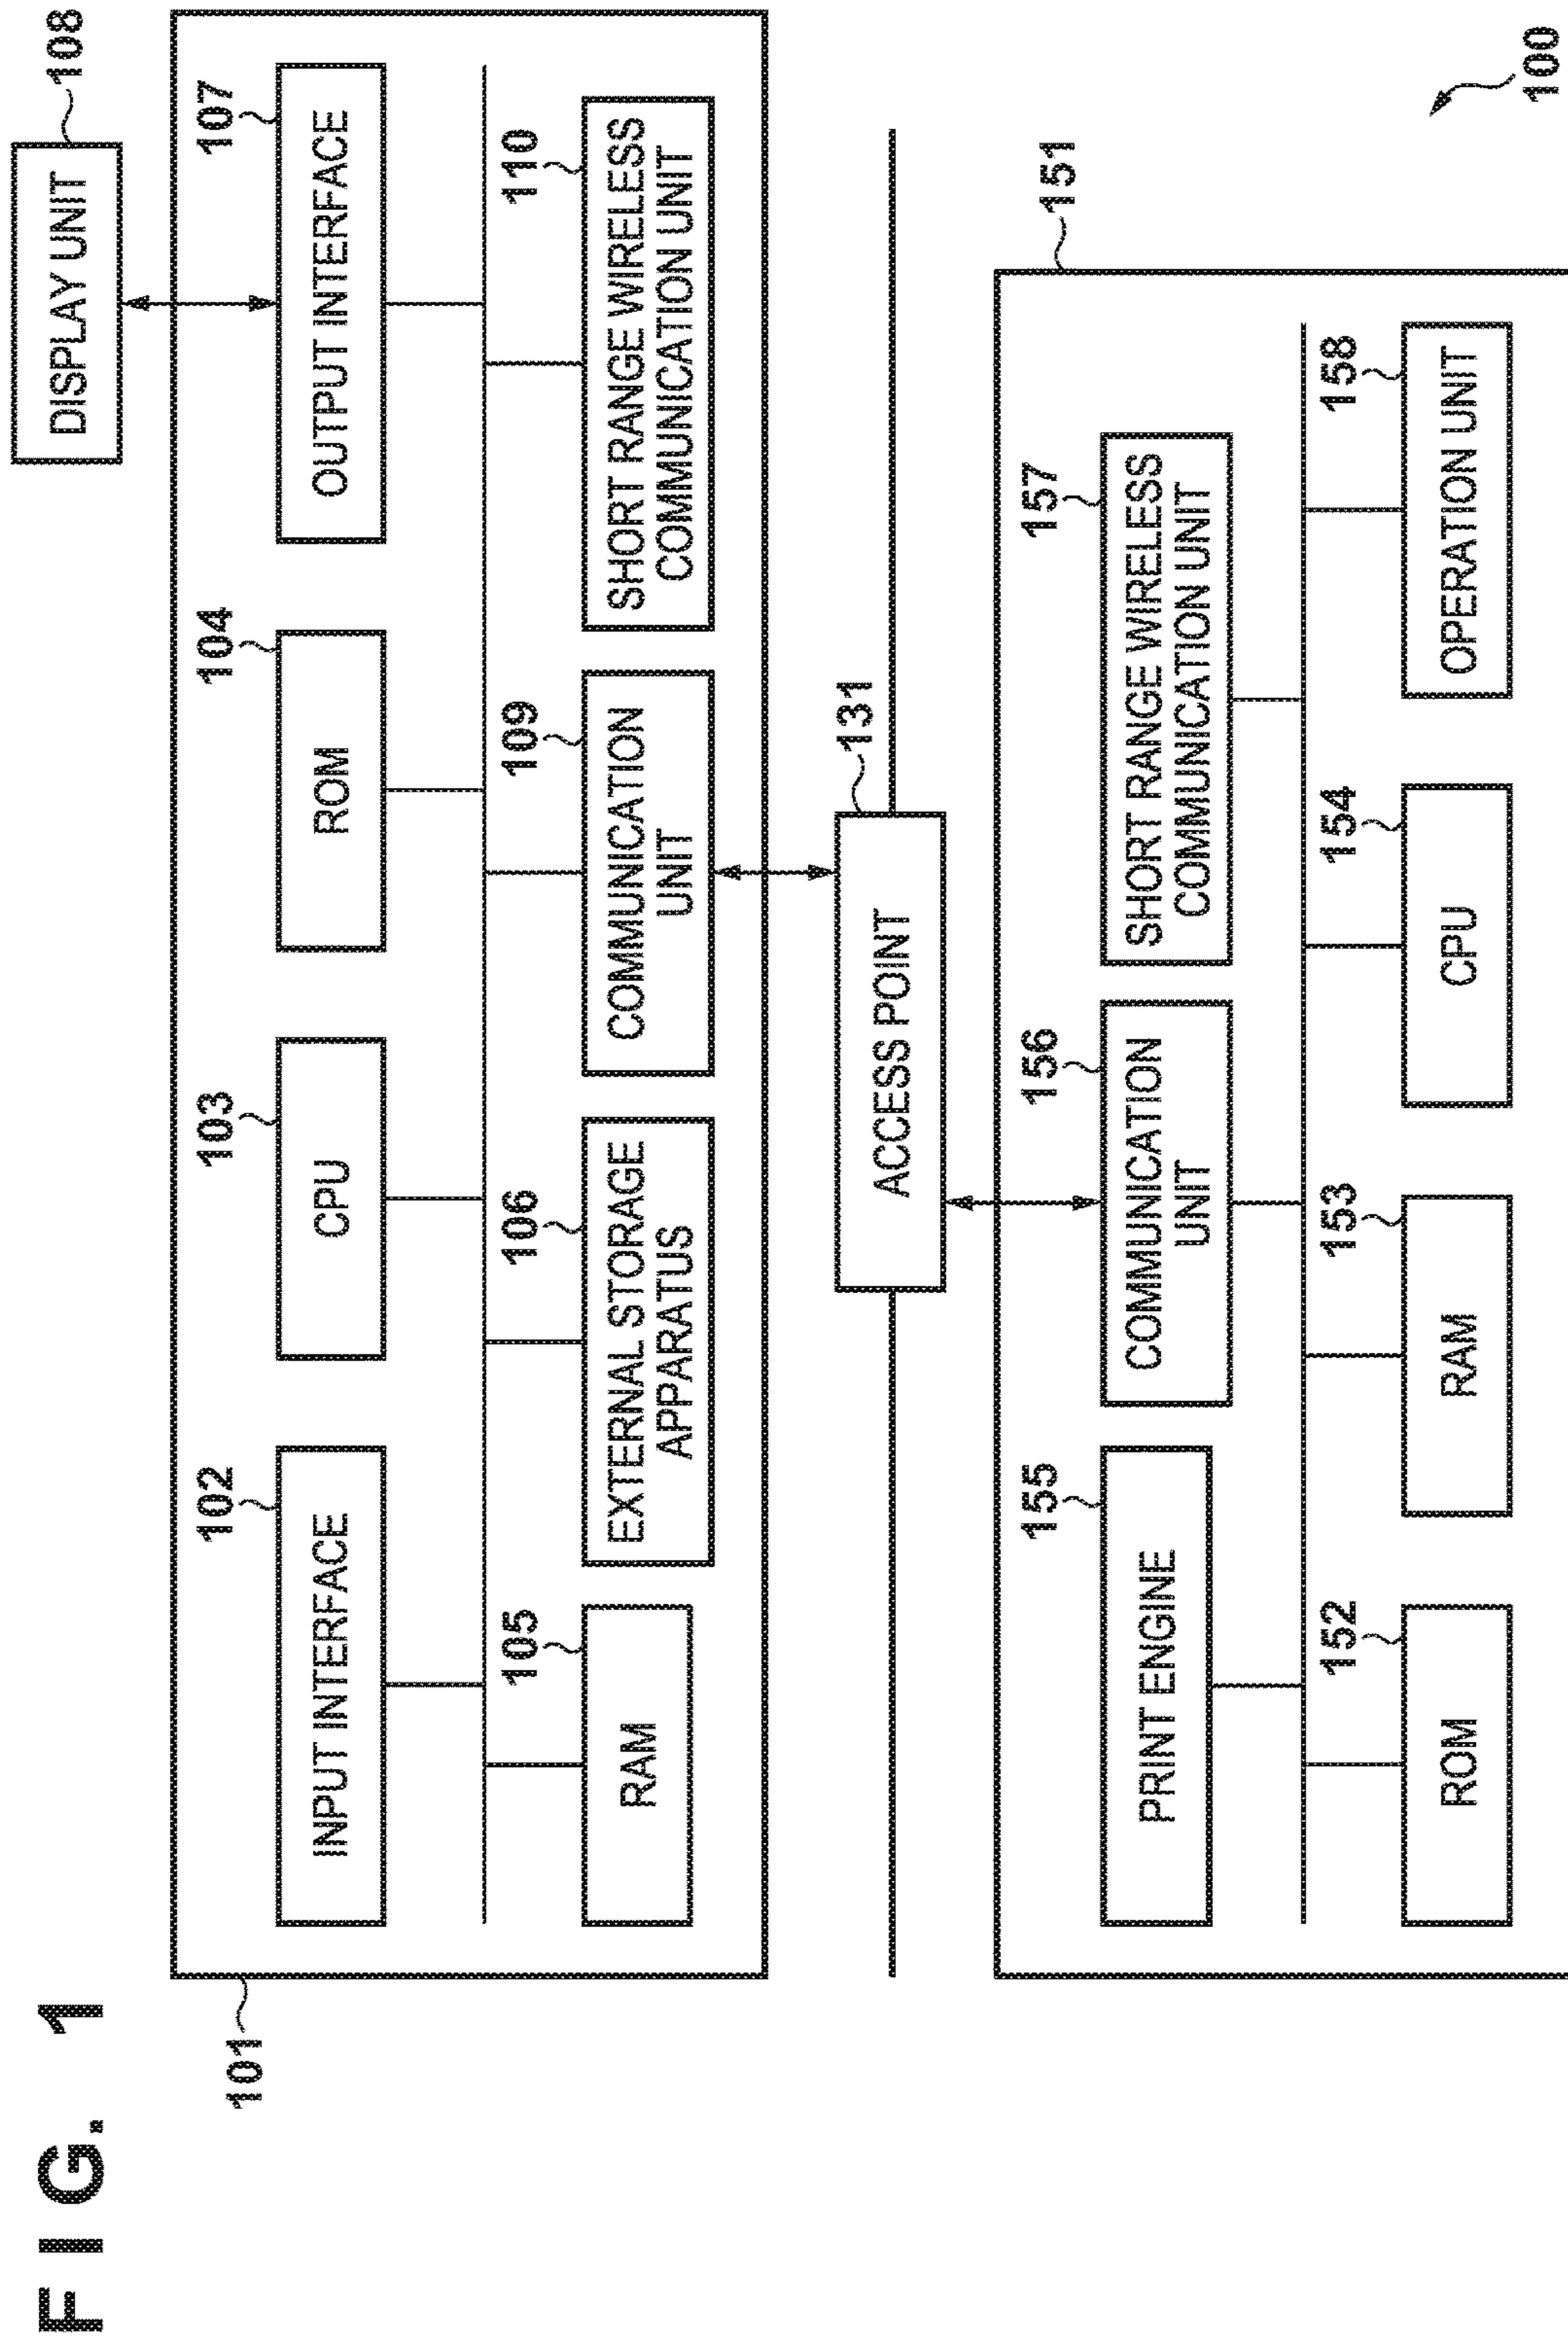 FIG. 1
108
DISPLAY UNIT
101
102
103
104
107
INPUT INTERFACE
CPU
ROM
OUTPUT INTERFACE
105
106
109
110
RAM
EXTERNAL STORAGE
APPARATUS
COMMUNICATION
UNIT
SHORT RANGE WIRELESS
COMMUNICATION UNIT
131
ACCESS POINT
151
155
156
157
PRINT ENGINE
COMMUNICATION
UNIT
SHORT RANGE WIRELESS
COMMUNICATION UNIT
152
153
154
158
ROM
RAM
CPU
OPERATION UNIT
100